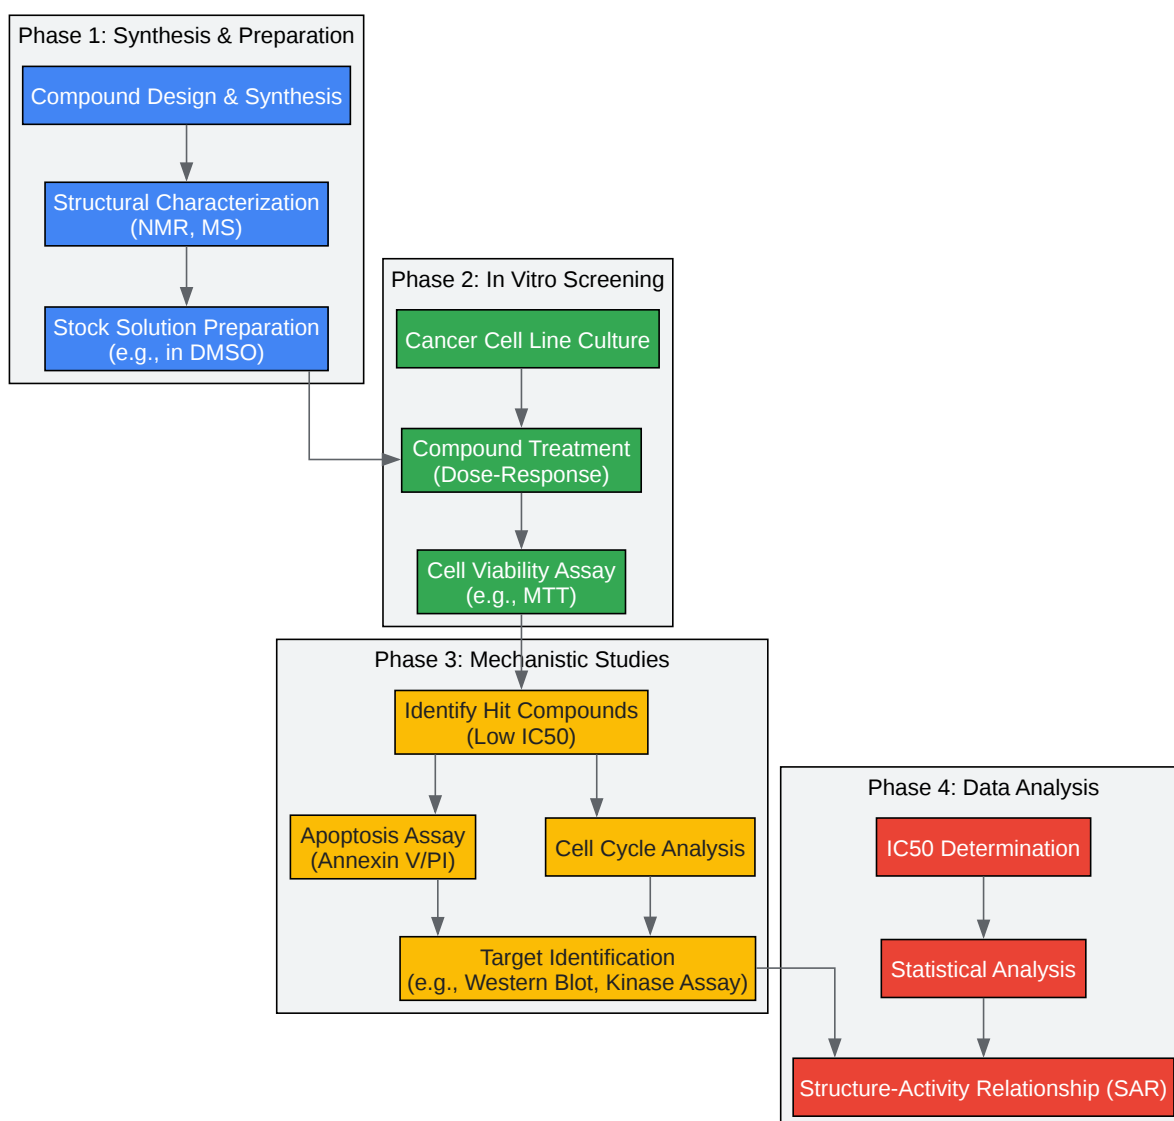 Phase 1: Synthesis & Preparation
Compound Design & Synthesis
Structural Characterization
(NMR, MS)
Stock Solution Preparation
(e.g., in DMSO)
Phase 2: In Vitro Screening
Cancer Cell Line Culture
Compound Treatment
(Dose-Response)
Cell Viability Assay
(e.g., MTT)
Phase 3: Mechanistic Studies
Identify Hit Compounds
(Low IC50)
Apoptosis Assay
(Annexin V/PI)
Cell Cycle Analysis
Target Identification
(e.g., Western Blot, Kinase Assay)
Phase 4: Data Analysis
IC50 Determination
Statistical Analysis
Structure-Activity Relationship (SAR)